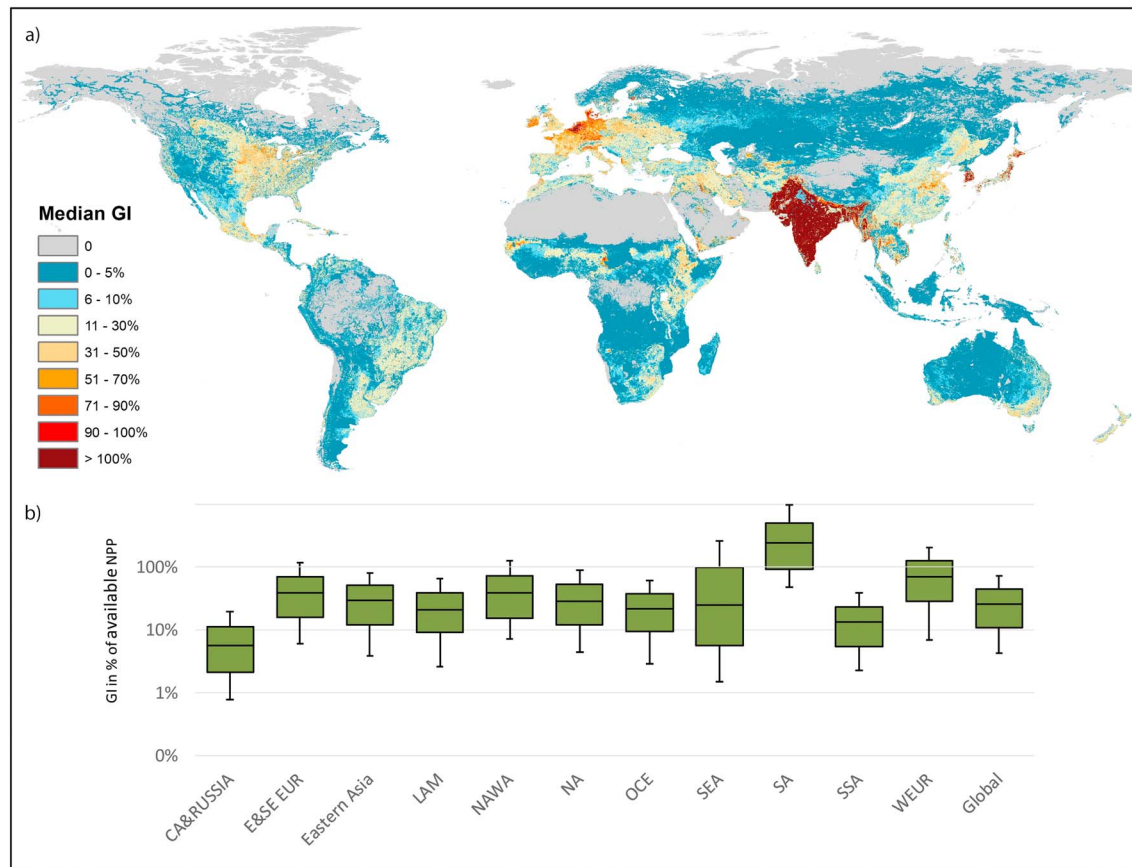 a)
Median GI
0
0 - 5%
6 - 10%
11 - 30%
31 - 50%
51 - 70%
71 - 90%
90 - 100%
> 100%
b)
GI in % of available NPP
100%
10%
1%
0%
CA&RUSSIA
E&SE EUR
Eastern Asia
LAM
NAWA
NA
OCE
SEA
SA
SSA
WEUR
Global